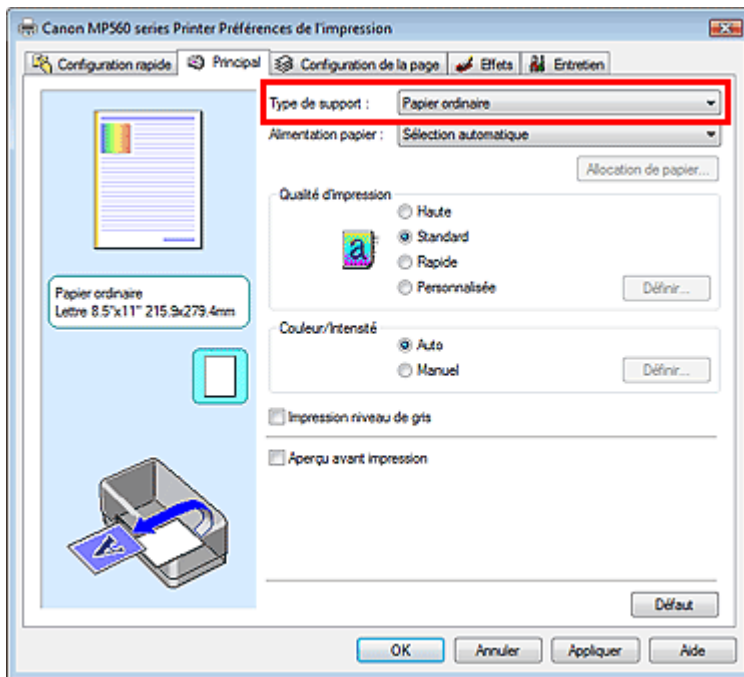 Canon MP560 series Printer Préférences de l'impression
Configuration rapide Principal Configuration de la page Effets Entretien
Type de support : Papier ordinaire
Alimentation papier : Sélection automatique
Allocation de papier...
Qualité d'impression
Haute
a Standard
Rapide
Personnalisée Définir...
Papier ordinaire
Lettre 8.5"x11" 215.9x279.4mm
Couleur/Intensité
Auto
Manuel Définir...
Impression niveau de gris
Aperçu avant impression
A
Défaut
OK Annuler Appliquer Aide